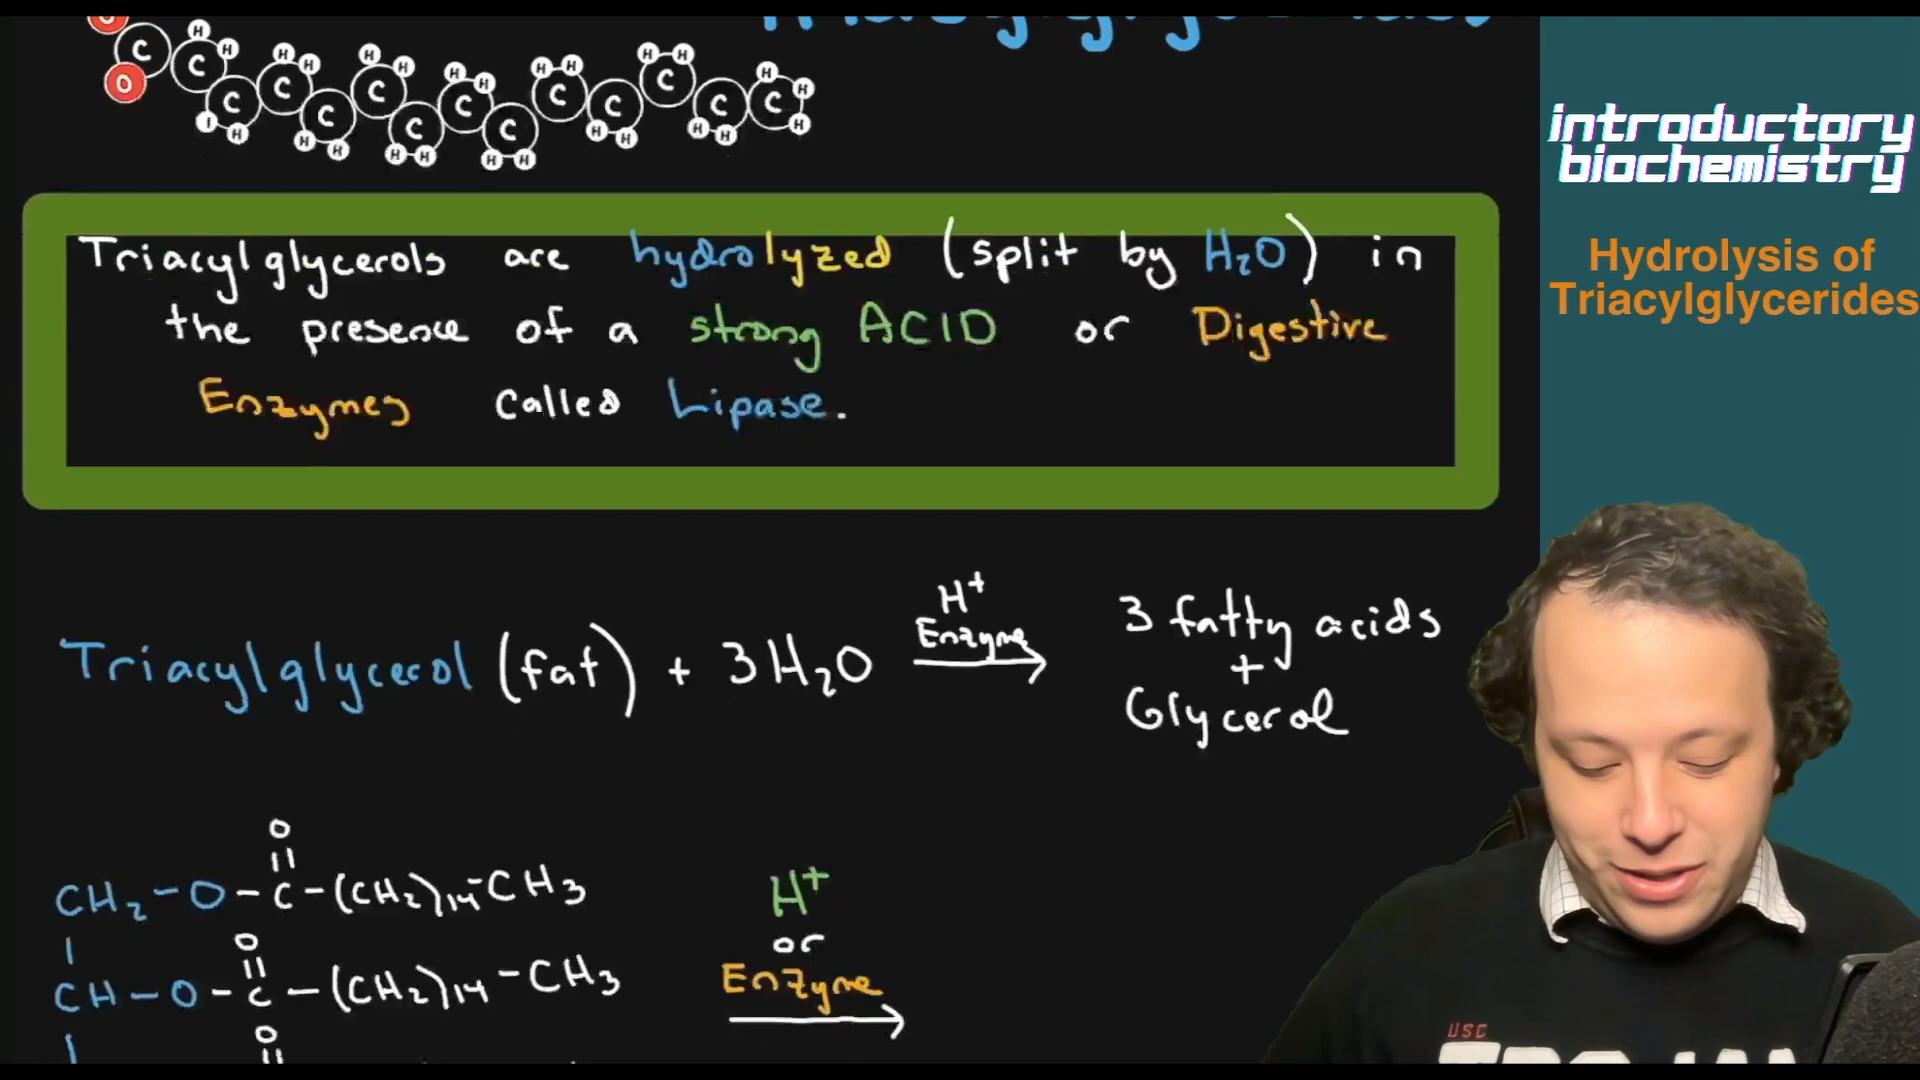 introductory
biochemistry
Hydrolysis of
Triacylglycerides
Triacylglycerols are hydrolyzed (split by H₂O) in
the presence of a strong ACID or Digestive
Enzymes called Lipase.
Triacylglycerol (fat) + 3H₂O
H⁺
Enzyme
3 fatty acids
+
Glycerol
O
CH₂-O-C-(CH₂)₁₄-CH₃
O
CH-O-C-(CH₂)14-CH₃
O
H⁺
or
Enzyme
USC